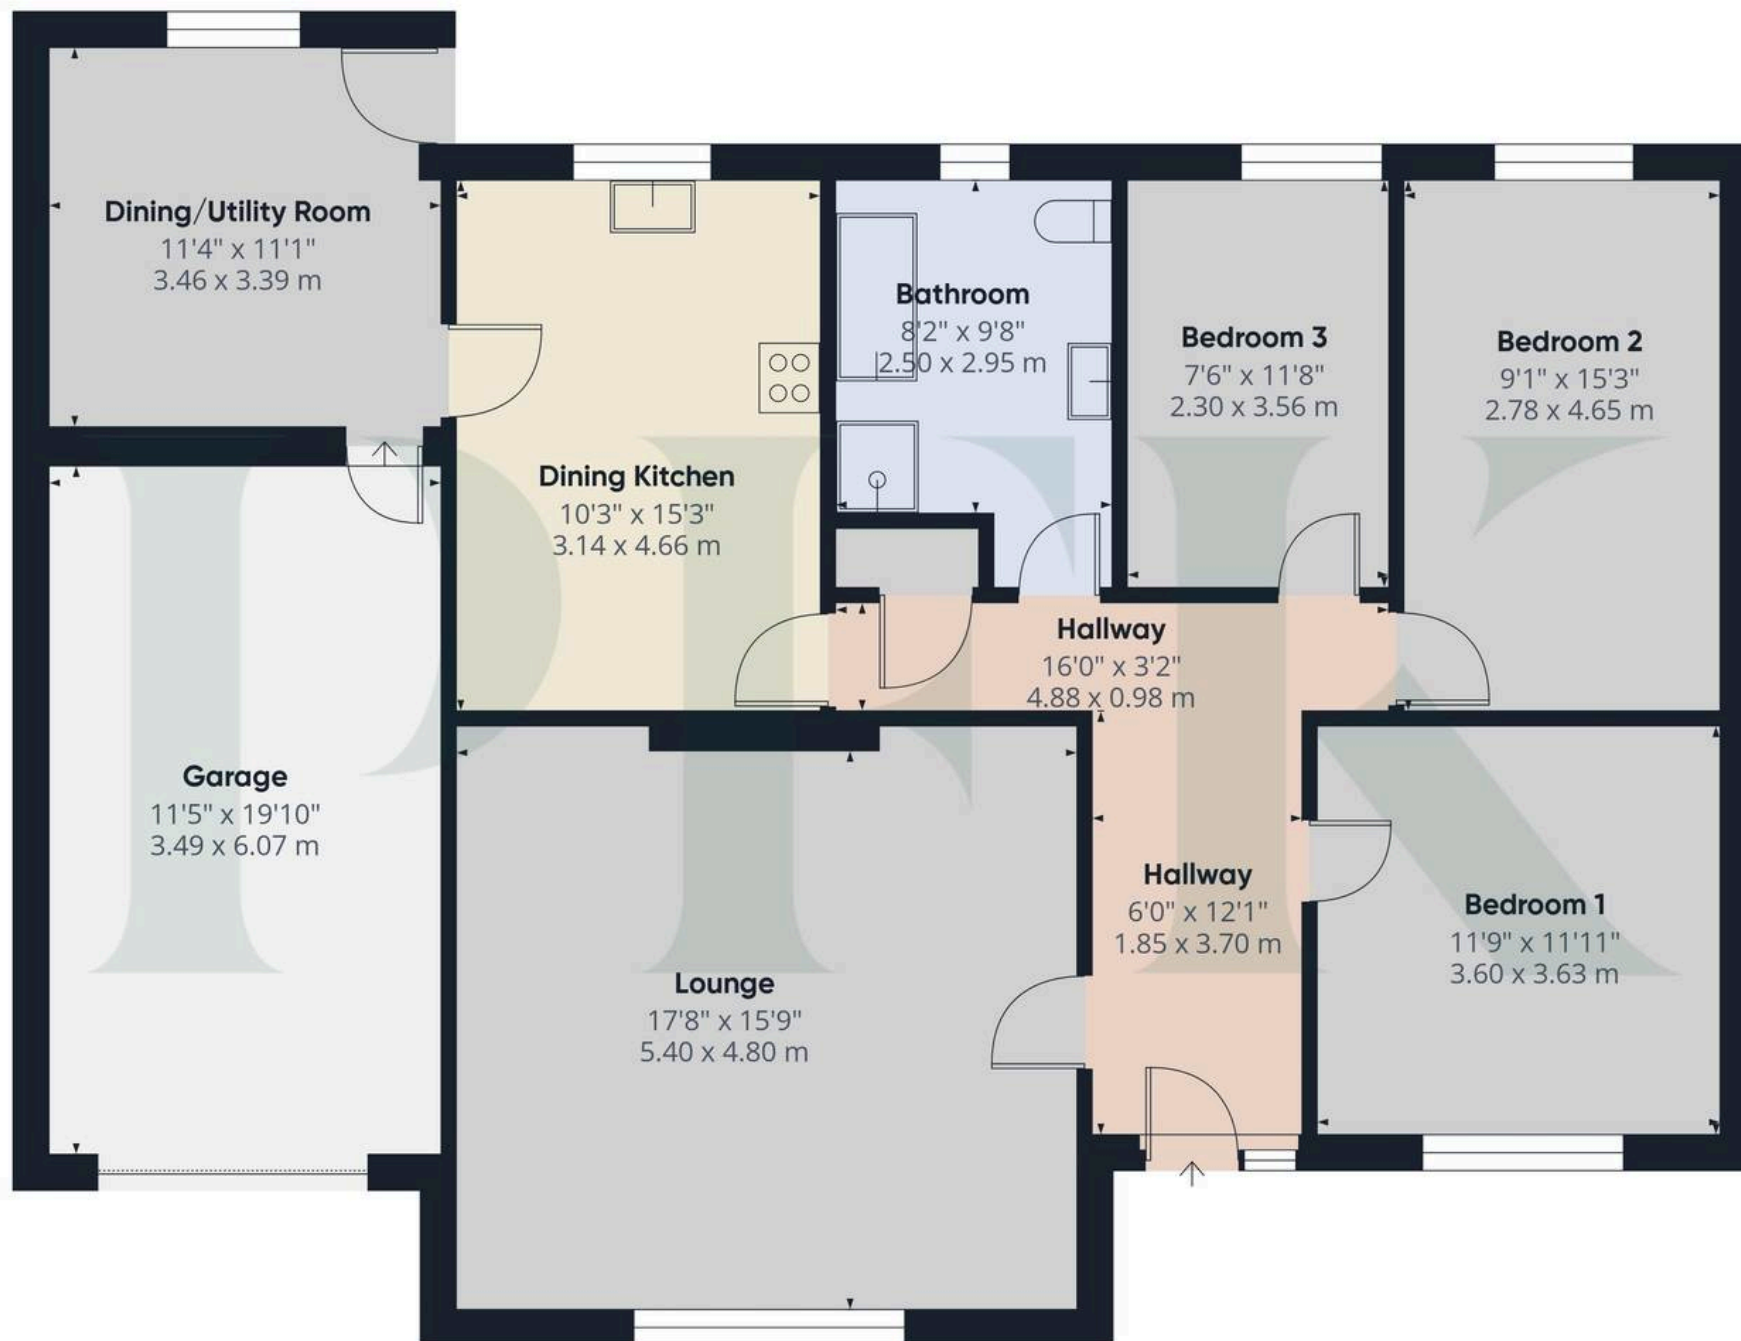 Dining/Utility Room
11'4" x 11'1"
3.46 x 3.39 m
Bathroom
8'2" x 9'8"
2.50 x 2.95 m
Bedroom 3
7'6" x 11'8"
2.30 x 3.56 m
Bedroom 2
9'1" x 15'3"
2.78 x 4.65 m
Dining Kitchen
10'3" x 15'3"
3.14 x 4.66 m
Hallway
16'0" x 3'2"
4.88 x 0.98 m
Garage
11'5" x 19'10"
3.49 x 6.07 m
Hallway
6'0" x 12'1"
1.85 x 3.70 m
Bedroom 1
11'9" x 11'11"
3.60 x 3.63 m
Lounge
17'8" x 15'9"
5.40 x 4.80 m
PFK